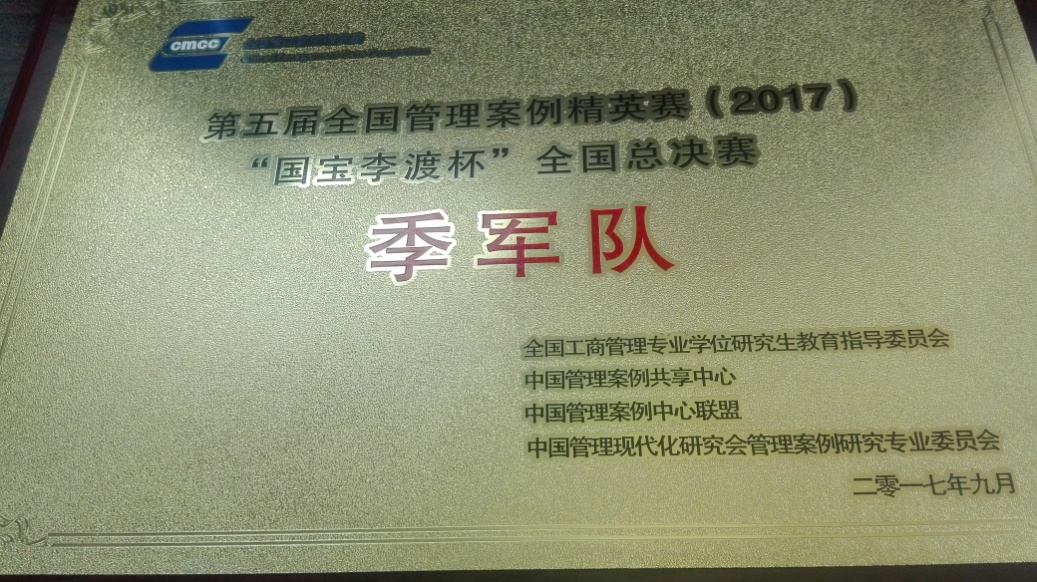 cmcc
第五届全国管理案例精英赛（2017）
“国宝李渡杯”全国总决赛
季军队
全国工商管理专业学位研究生教育指导委员会
中国管理案例共享中心
中国管理案例中心联盟
中国管理现代化研究会管理案例研究专业委员会
二零一七年九月